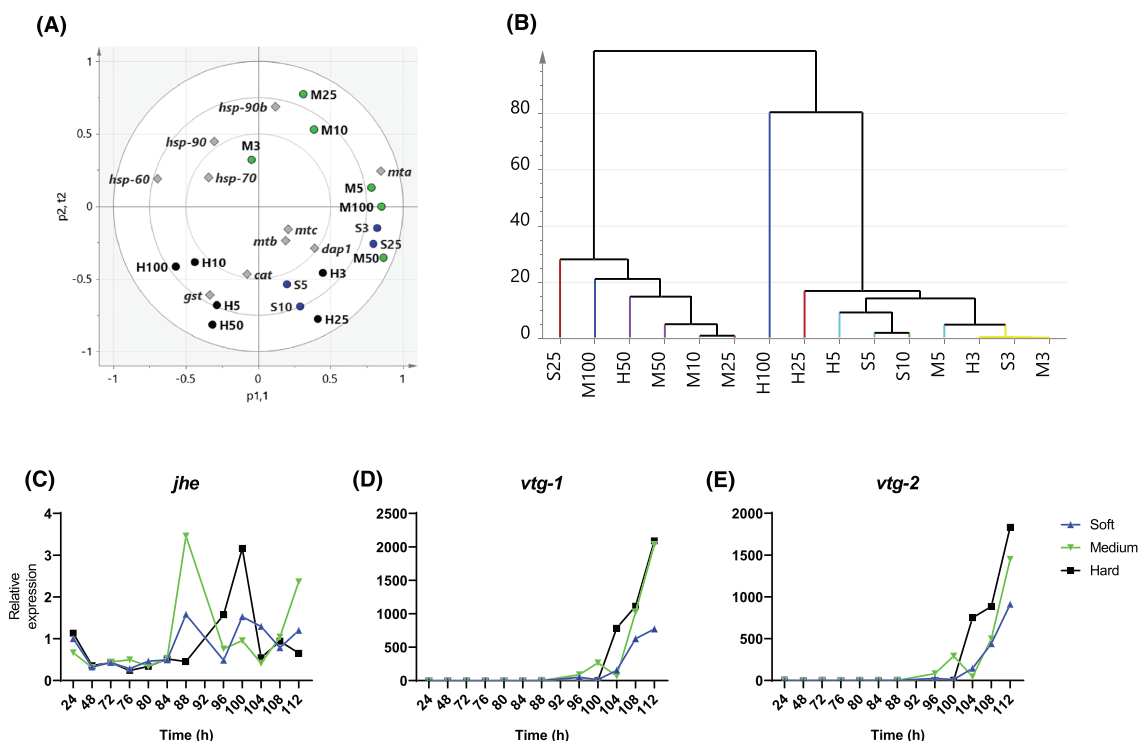 (A)
(B)
M25
hsp-90b
M10
hsp-90
M3
hsp-60
hsp-70
mta
M5
M100
mtc
S3
mtb
S25
dap1
M50
H100
H10
cat
H3
S5
gst
H5
S10
H50
H25
1
0.5
0
-0.5
-1
p2, t2
-1
-0.5
0
0.5
1
p1,1
80
60
40
20
0
S25
M100
H50
M50
M10
M25
H100
H25
H5
S5
S10
M5
H3
S3
M3
(C)
jhe
(D)
vtg-1
(E)
vtg-2
Relative
expression
4
3
2
1
0
24 48 72 76 80 84 88 92 96 100 104 108 112
Time (h)
2500
2000
1500
1000
500
0
24 48 72 76 80 84 88 92 96 100 104 108 112
Time (h)
2000
1500
1000
500
0
24 48 72 76 80 84 88 92 96 100 104 108 112
Time (h)
Soft
Medium
Hard